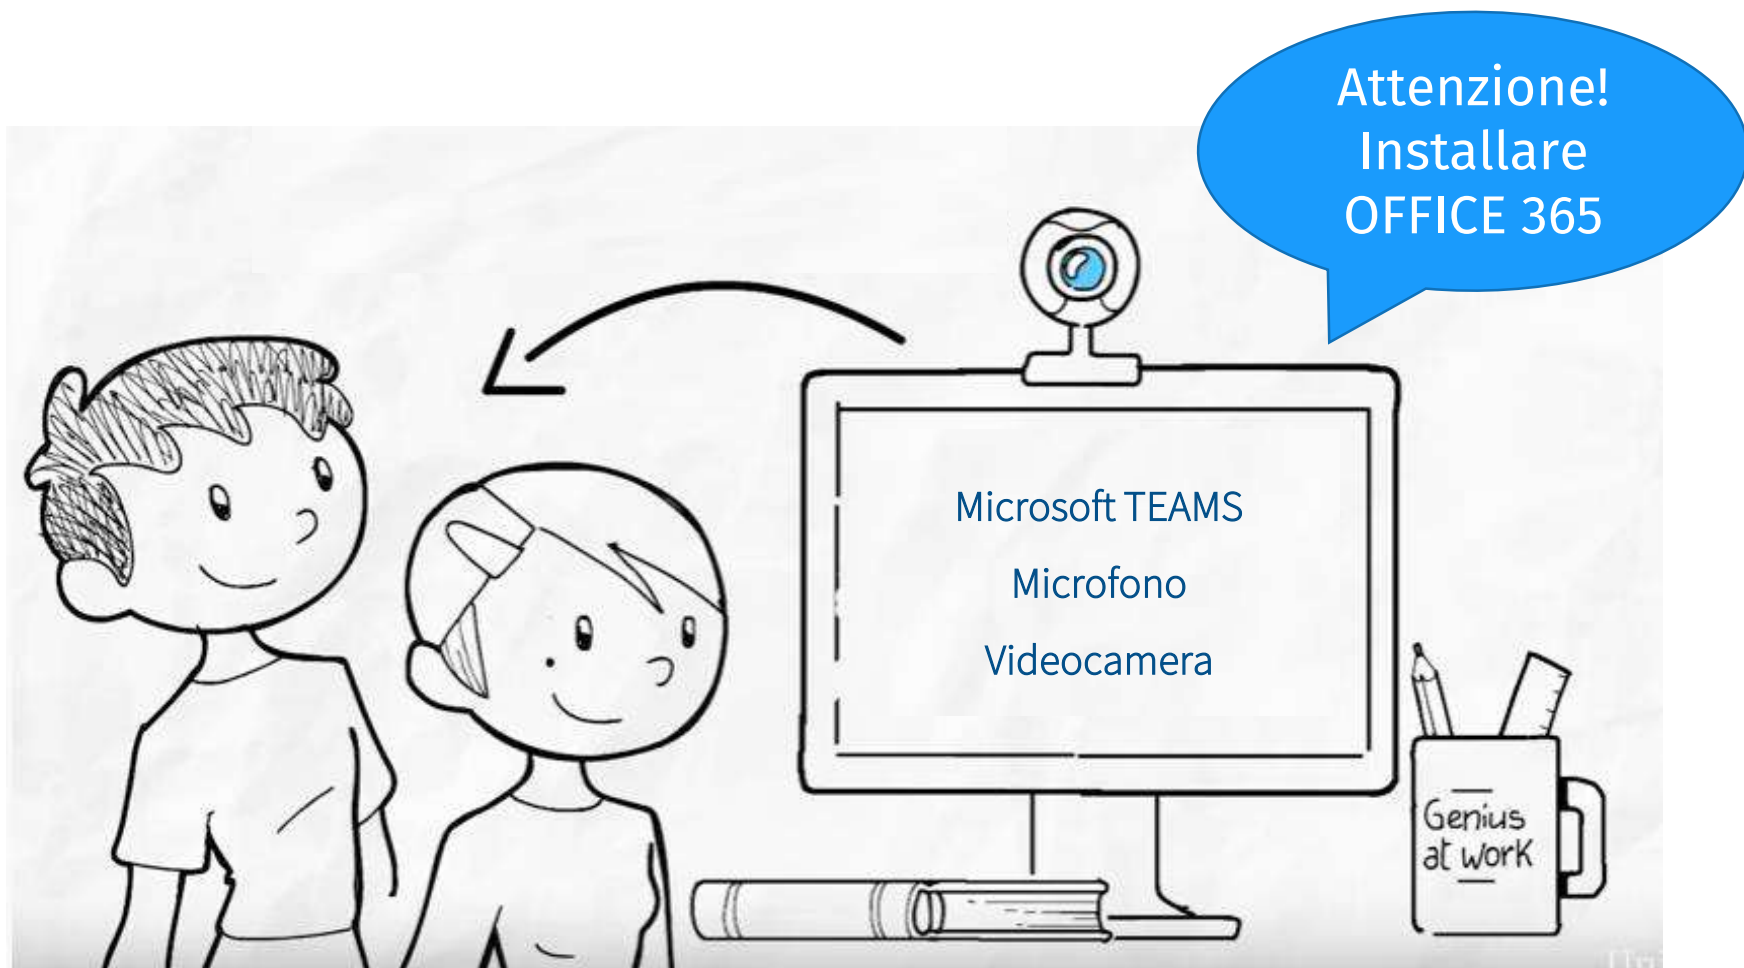 Attenzione!
Installare
OFFICE 365
Microsoft TEAMS
Microfono
Videocamera
Genius
at work